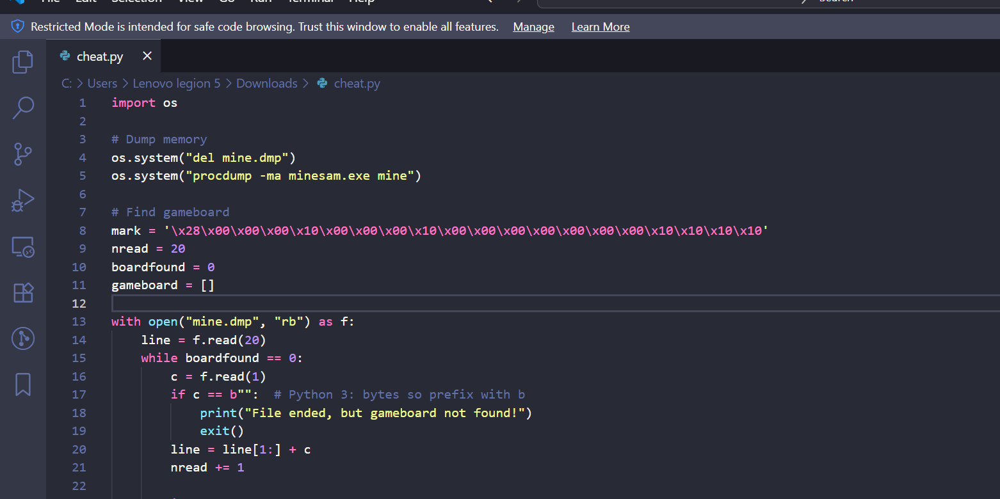 File Edit Selection View Go Run Terminal Help Search
Restricted Mode is intended for safe code browsing. Trust this window to enable all features. Manage Learn More
cheat.py
C: > Users > Lenovo legion 5 > Downloads > cheat.py
1 import os
2
3 # Dump memory
4 os.system("del mine.dmp")
5 os.system("procdump -ma minesam.exe mine")
6
7 # Find gameboard
8 mark = '\x28\x00\x00\x00\x10\x00\x00\x00\x10\x00\x00\x00\x00\x00\x00\x00\x10\x10\x10\x10'
9 nread = 20
10 boardfound = 0
11 gameboard = []
12
13 with open("mine.dmp", "rb") as f:
14 line = f.read(20)
15 while boardfound == 0:
16 c = f.read(1)
17 if c == b"": # Python 3: bytes so prefix with b
18 print("File ended, but gameboard not found!")
19 exit()
20 line = line[1:] + c
21 nread += 1
22